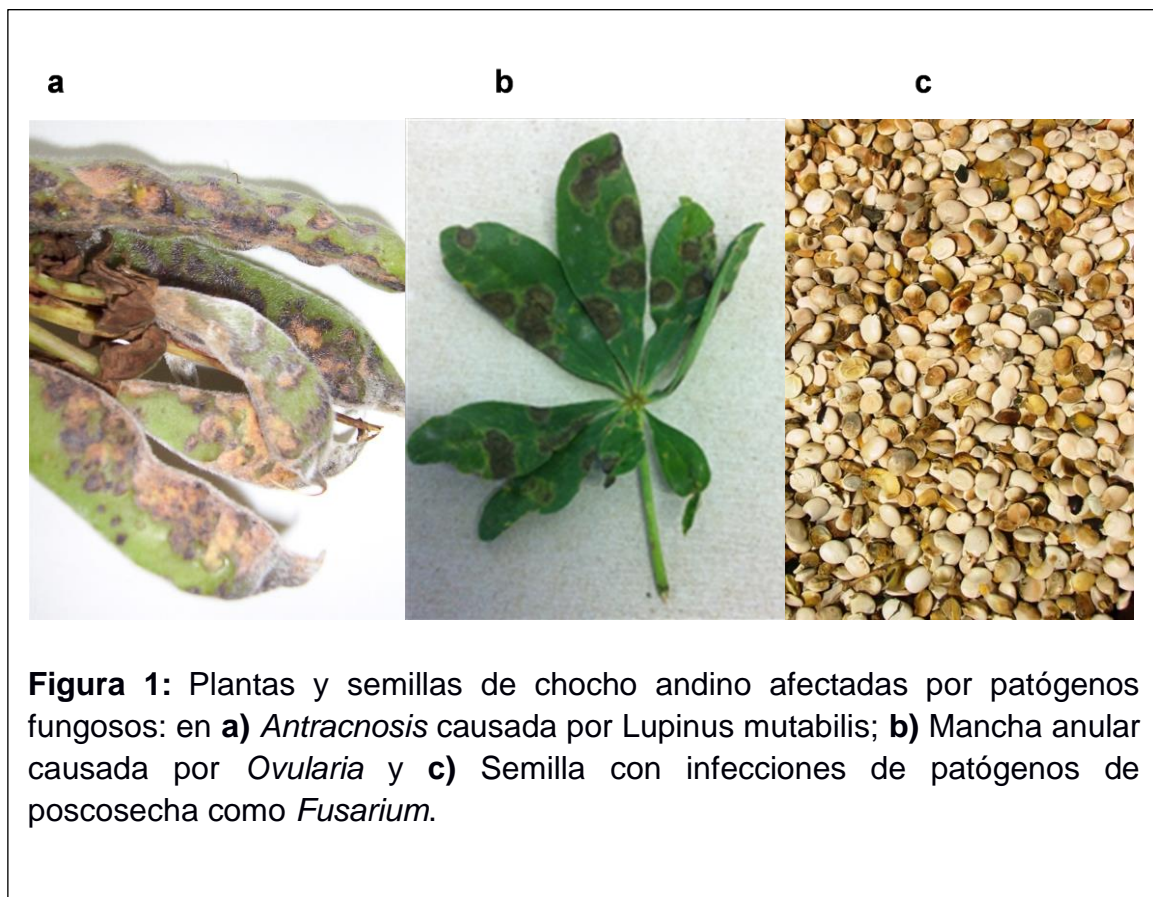 a b c
Figura 1: Plantas y semillas de chocho andino afectadas por patógenos
fungosos: en a) Antracnosis causada por Lupinus mutabilis; b) Mancha anular
causada por Ovularia y c) Semilla con infecciones de patógenos de
poscosecha como Fusarium.